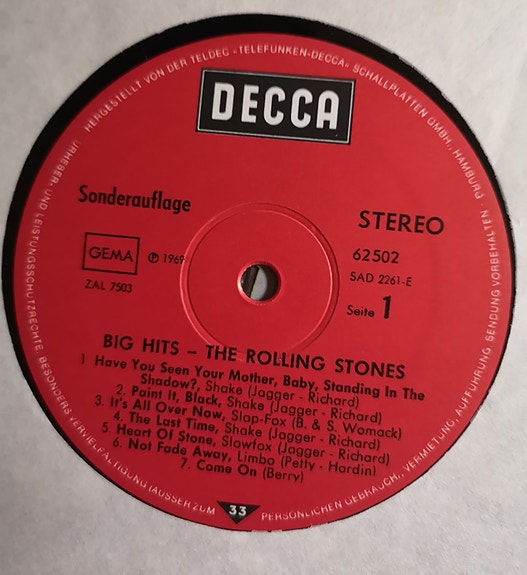 HERGESTELLT VON DER TELDEC »TELEFUNKEN-DECCA« SCHALLPLATTEN GMBH., HAMBURG
DECCA
Sonderauflage
STEREO
GEMA
℗ 1969
62502
SAD 2261-E
ZAL 7503
Seite 1
BIG HITS – THE ROLLING STONES
1 Have You Seen Your Mother, Baby, Standing In The
Shadow?, Shake (Jagger - Richard)
2. Paint It, Black, Shake (Jagger - Richard)
3. It's All Over Now, Slop-Fox (B. & S. Womack)
4. The Last Time, Shake (Jagger - Richard)
5. Heart Of Stone, Slowfox (Jagger - Richard)
6. Not Fade Away, Limbo (Petty - Hardin)
7. Come On (Berry)
33
URHEBER- UND LEISTUNGSSCHUTZRECHTE, BESONDERS VERVIELFÄLTIGUNG (AUSSER ZUM PERSÖNLICHEN GEBRAUCH), VERMIETUNG, AUFFÜHRUNG, SENDUNG VORBEHALTEN